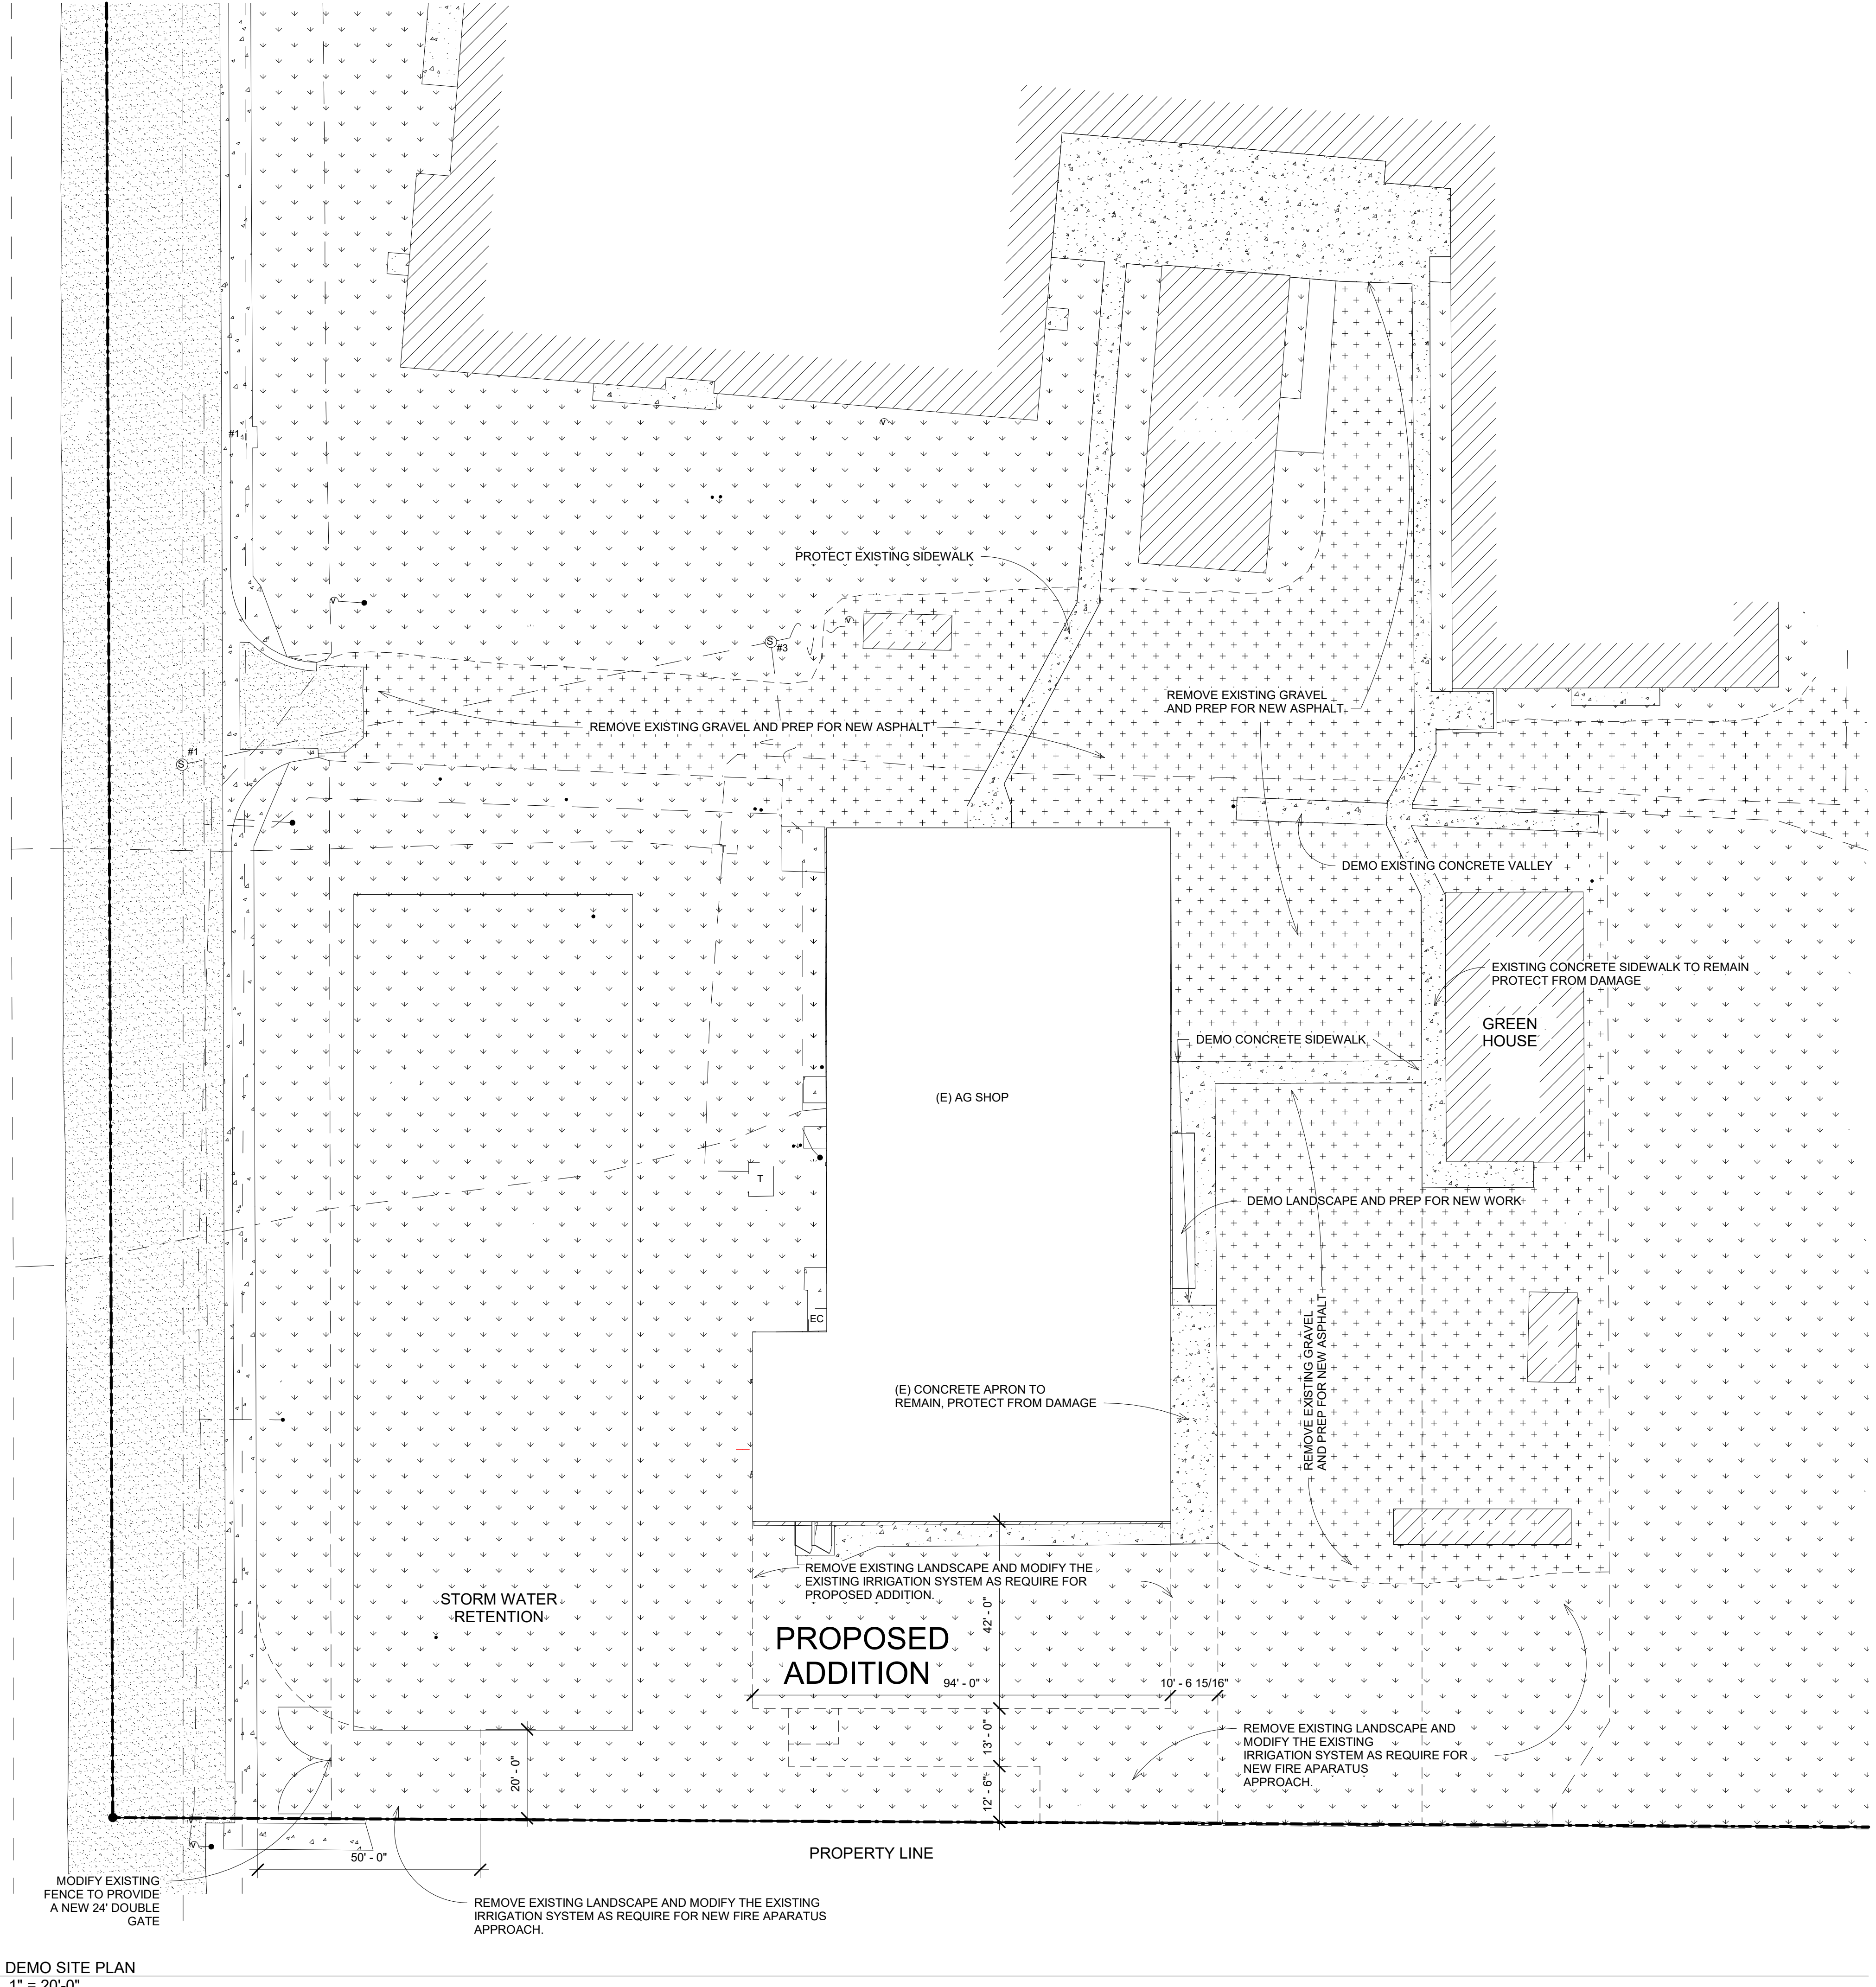 #1
PROTECT EXISTING SIDEWALK
V
V
V
S
#3
REMOVE EXISTING GRAVEL
AND PREP FOR NEW ASPHALT
REMOVE EXISTING GRAVEL AND PREP FOR NEW ASPHALT
#1
S
T
DEMO EXISTING CONCRETE VALLEY
EXISTING CONCRETE SIDEWALK TO REMAIN
PROTECT FROM DAMAGE
GREEN
HOUSE
DEMO CONCRETE SIDEWALK
(E) AG SHOP
T
DEMO LANDSCAPE AND PREP FOR NEW WORK
EC
REMOVE EXISTING GRAVEL
AND PREP FOR NEW ASPHALT
(E) CONCRETE APRON TO
REMAIN, PROTECT FROM DAMAGE
REMOVE EXISTING LANDSCAPE AND MODIFY THE
EXISTING IRRIGATION SYSTEM AS REQUIRE FOR
PROPOSED ADDITION.
STORM WATER
RETENTION
42' - 0"
PROPOSED
ADDITION
94' - 0"
10' - 6 15/16"
13' - 0"
12' - 6"
20' - 0"
REMOVE EXISTING LANDSCAPE AND
MODIFY THE EXISTING
IRRIGATION SYSTEM AS REQUIRE FOR
NEW FIRE APARATUS
APPROACH.
V
PROPERTY LINE
50' - 0"
MODIFY EXISTING
FENCE TO PROVIDE
A NEW 24' DOUBLE
GATE
REMOVE EXISTING LANDSCAPE AND MODIFY THE EXISTING
IRRIGATION SYSTEM AS REQUIRE FOR NEW FIRE APARATUS
APPROACH.
DEMO SITE PLAN
1" = 20'-0"